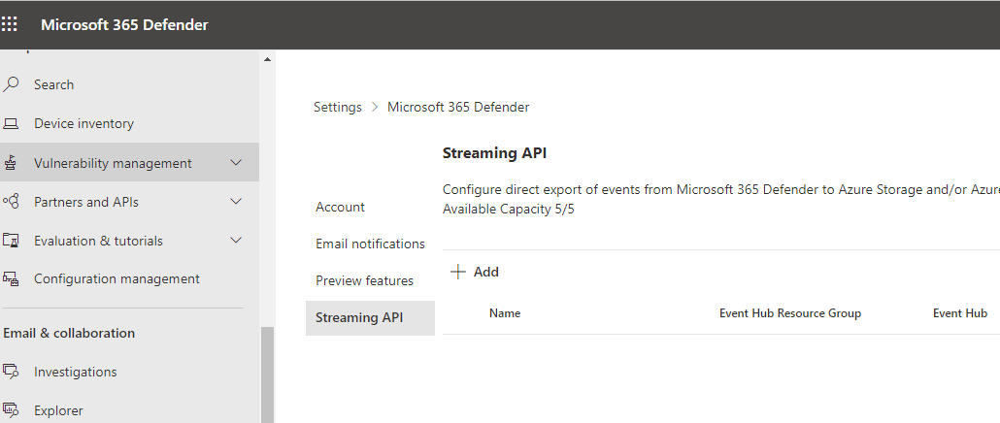 Microsoft 365 Defender
Search
Device inventory
Vulnerability management
Partners and APIs
Evaluation & tutorials
Configuration management
Email & collaboration
Investigations
Explorer
Settings > Microsoft 365 Defender
Account
Email notifications
Preview features
Streaming API
Streaming API
Configure direct export of events from Microsoft 365 Defender to Azure Storage and/or Azure
Available Capacity 5/5
Add
Name Event Hub Resource Group Event Hub